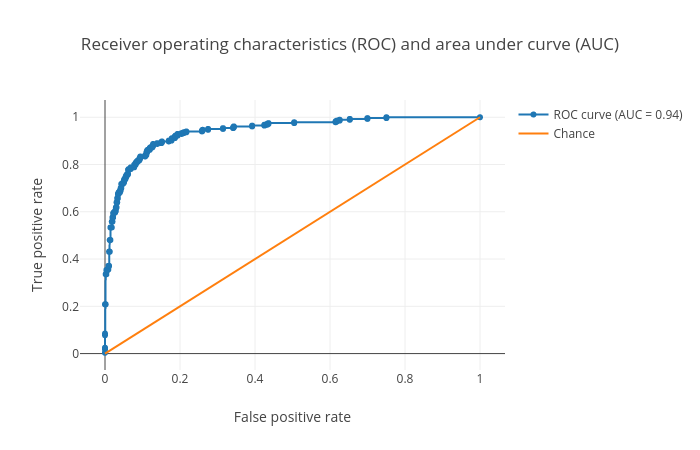 Receiver operating characteristics (ROC) and area under curve (AUC)
ROC curve (AUC = 0.94)
Chance
True positive rate
1
0.8
0.6
0.4
0.2
0
0 0.2 0.4 0.6 0.8 1
False positive rate